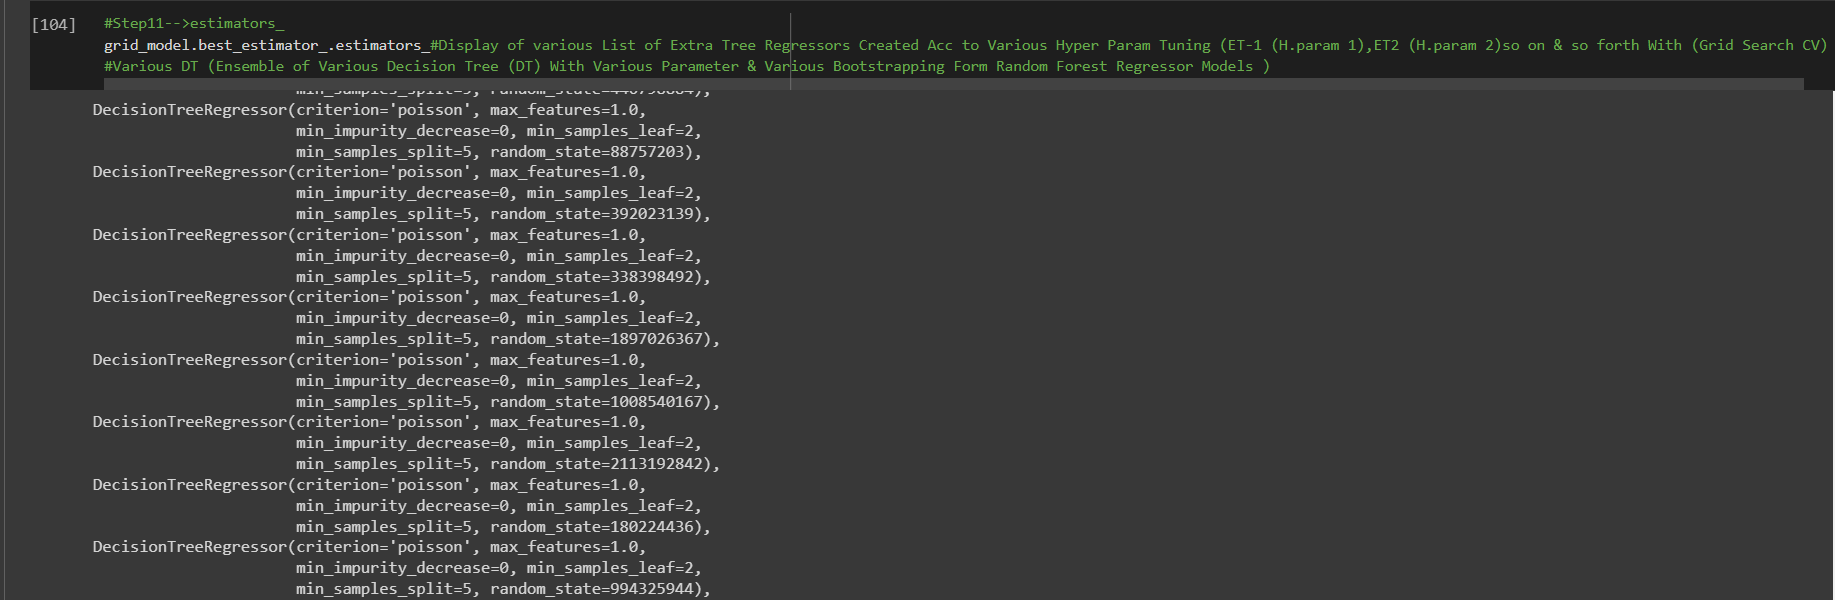 [104]
#Step11-->estimators_
grid_model.best_estimator_.estimators_#Display of various List of Extra Tree Regressors Created Acc to Various Hyper Param Tuning (ET-1 (H.param 1),ET2 (H.param 2)so on & so forth With (Grid Search CV)
#Various DT (Ensemble of Various Decision Tree (DT) With Various Parameter & Various Bootstrapping Form Random Forest Regressor Models )
min_samples_split=5, random_state=440798884),
DecisionTreeRegressor(criterion='poisson', max_features=1.0,
min_impurity_decrease=0, min_samples_leaf=2,
min_samples_split=5, random_state=88757203),
DecisionTreeRegressor(criterion='poisson', max_features=1.0,
min_impurity_decrease=0, min_samples_leaf=2,
min_samples_split=5, random_state=392023139),
DecisionTreeRegressor(criterion='poisson', max_features=1.0,
min_impurity_decrease=0, min_samples_leaf=2,
min_samples_split=5, random_state=338398492),
DecisionTreeRegressor(criterion='poisson', max_features=1.0,
min_impurity_decrease=0, min_samples_leaf=2,
min_samples_split=5, random_state=1897026367),
DecisionTreeRegressor(criterion='poisson', max_features=1.0,
min_impurity_decrease=0, min_samples_leaf=2,
min_samples_split=5, random_state=1008540167),
DecisionTreeRegressor(criterion='poisson', max_features=1.0,
min_impurity_decrease=0, min_samples_leaf=2,
min_samples_split=5, random_state=2113192842),
DecisionTreeRegressor(criterion='poisson', max_features=1.0,
min_impurity_decrease=0, min_samples_leaf=2,
min_samples_split=5, random_state=180224436),
DecisionTreeRegressor(criterion='poisson', max_features=1.0,
min_impurity_decrease=0, min_samples_leaf=2,
min_samples_split=5, random_state=994325944),